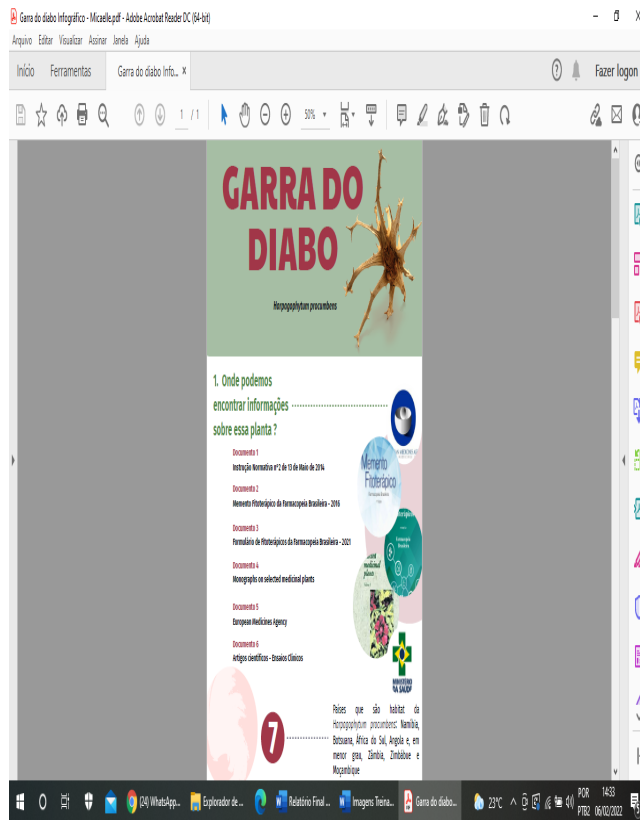 Garra do diabo Infográfico - Micaelle.pdf - Adobe Acrobat Reader DC (64-bit)
Arquivo Editar Visualizar Assinar Janela Ajuda
Início Ferramentas Garra do diabo Info... x Fazer logon
1 / 1 50%
GARRA DO
DIABO
Harpogophytum procumbens
1. Onde podemos
encontrar informações
sobre essa planta ?
Documento 1
Instrução Normativa nº 2 de 13 de Maio de 2014
Documento 2
Memento Fitoterápico da Farmacopeia Brasileira - 2016
Documento 3
Formulário de Fitoterápicos da Farmacopeia Brasileira - 2021
Documento 4
Monographs on selected medicinal plants
Documento 5
European Medicines Agency
Documento 6
Artigos científicos - Ensaios Clínicos
Memento
Fitoterápico
medicinal
plants
MINISTÉRIO
DA SAÚDE
7
Países que são habitat da
Harpogophytum procumbens: Namíbia,
Botsuana, África do Sul, Angola e, em
menor grau, Zâmbia, Zimbábue e
Moçambique
(24) WhatsApp... Explorador de ... Relatório Final ... Imagens Treina... Garra do diabo... 23°C POR 14:33
PTB2 06/02/2022